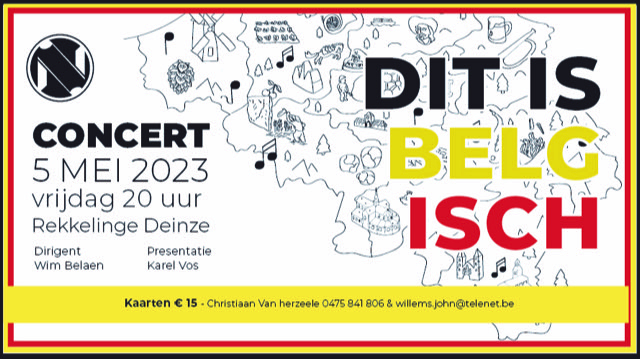 N
CONCERT
5 MEI 2023
vrijdag 20 uur
Rekkelinge Deinze
Dirigent
Wim Belaen
Presentatie
Karel Vos
DIT IS
BELG
ISCH
Kaarten € 15 - Christiaan Van herzeele 0475 841 806 & willems.john@telenet.be